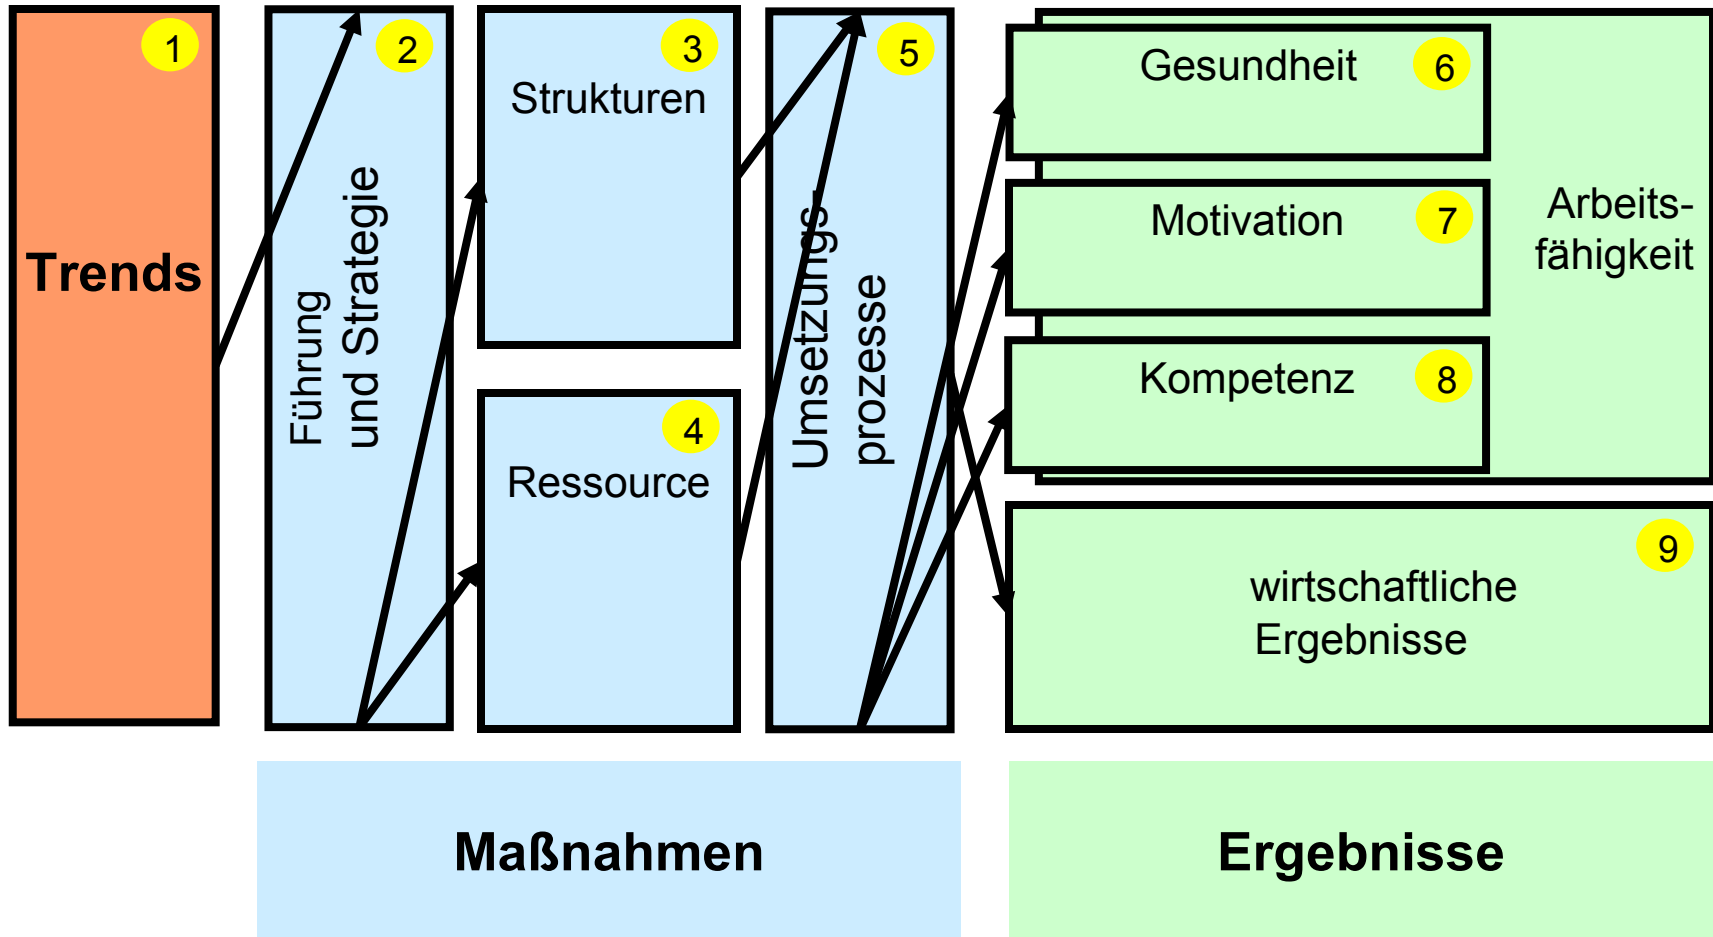 1
Trends
2
Führung
und Strategie
3
Strukturen
4
Ressource
5
Umsetzungs-
prozesse
6
Gesundheit
7
Motivation
8
Kompetenz
Arbeits-
fähigkeit
9
wirtschaftliche
Ergebnisse
Maßnahmen
Ergebnisse